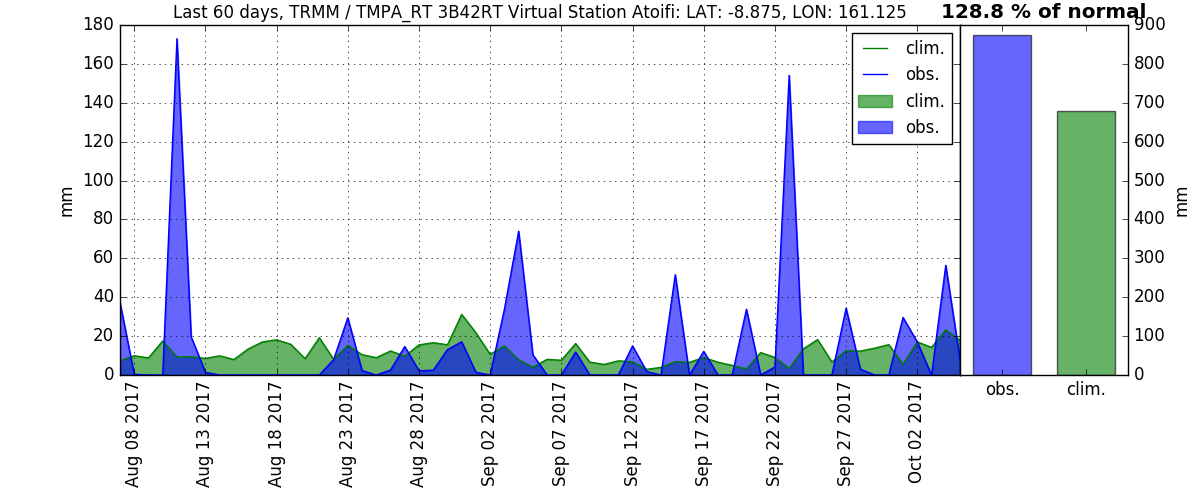 Last 60 days, TRMM / TMPA_RT 3B42RT Virtual Station Atoifi: LAT: -8.875, LON: 161.125
128.8 % of normal
180
160
140
120
100
80
60
40
20
0
mm
clim.
obs.
clim.
obs.
900
800
700
600
500
400
300
200
100
0
mm
Aug 08 2017
Aug 13 2017
Aug 18 2017
Aug 23 2017
Aug 28 2017
Sep 02 2017
Sep 07 2017
Sep 12 2017
Sep 17 2017
Sep 22 2017
Sep 27 2017
Oct 02 2017
obs.
clim.